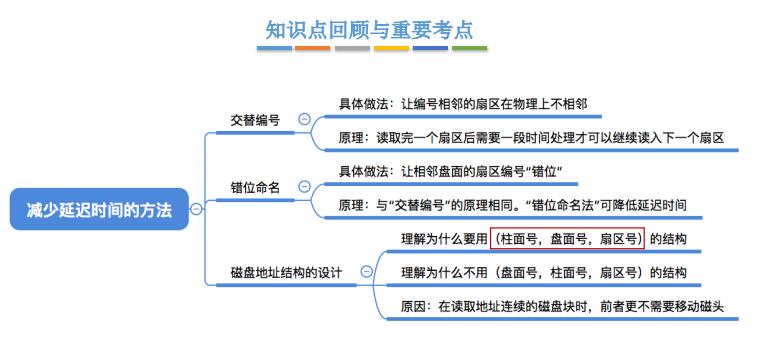 知识点回顾与重要考点
减少延迟时间的方法
交替编号
具体做法：让编号相邻的扇区在物理上不相邻
原理：读取完一个扇区后需要一段时间处理才可以继续读入下一个扇区
错位命名
具体做法：让相邻盘面的扇区编号“错位”
原理：与“交替编号”的原理相同。“错位命名法”可降低延迟时间
磁盘地址结构的设计
理解为什么要用（柱面号，盘面号，扇区号）的结构
理解为什么不用（盘面号，柱面号，扇区号）的结构
原因：在读取地址连续的磁盘块时，前者更不需要移动磁头